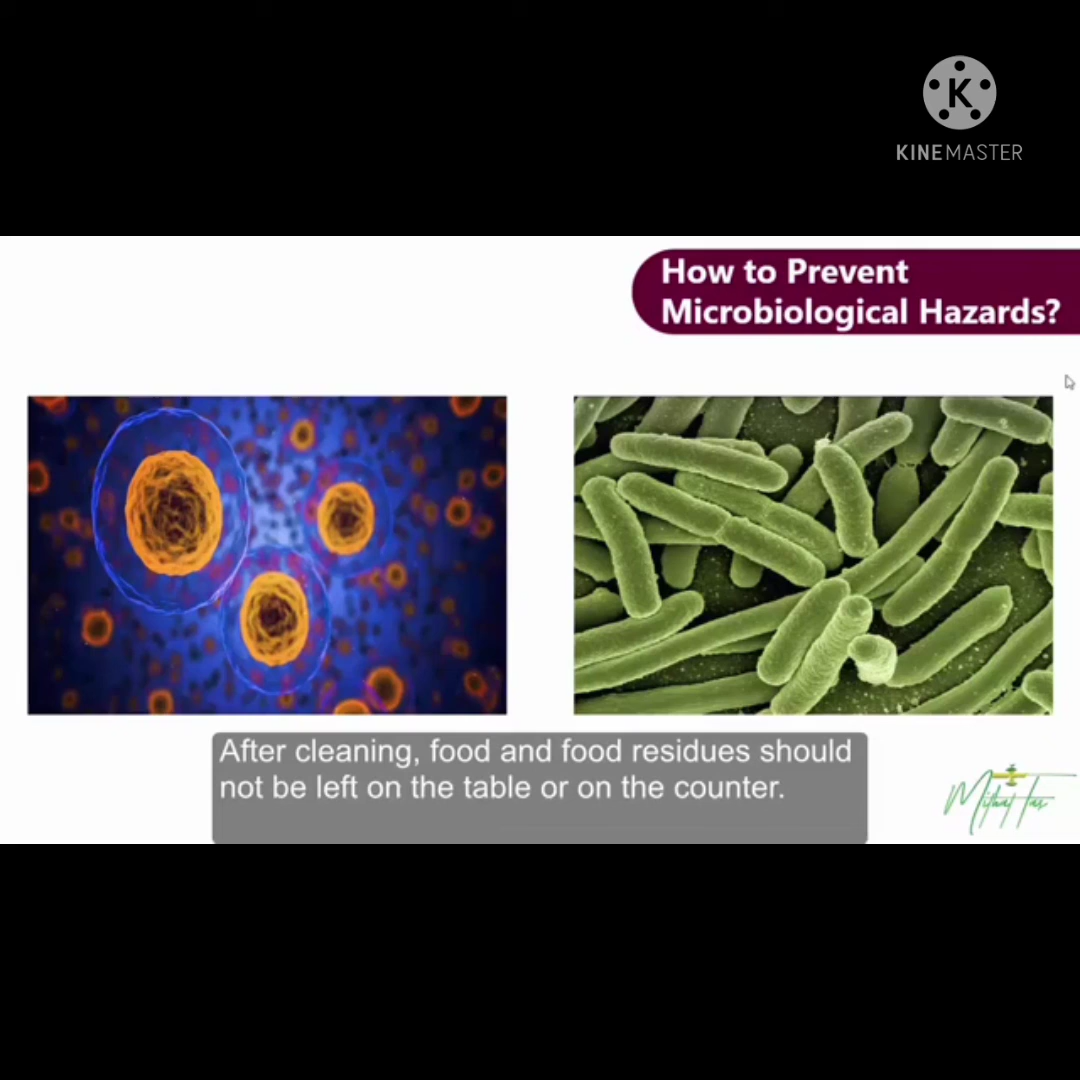 K
KINEMASTER
How to Prevent
Microbiological Hazards?
After cleaning, food and food residues should
not be left on the table or on the counter.